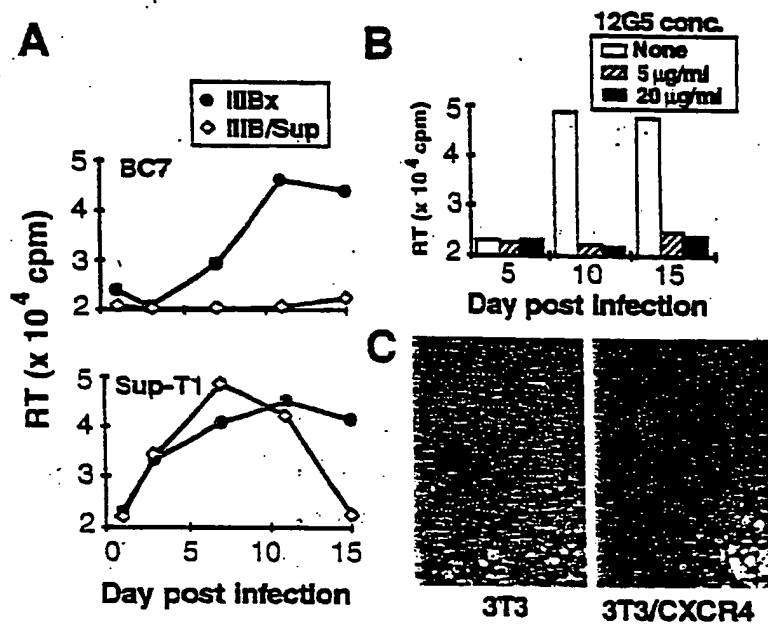 A
IIIBx
IIIB/Sup
BC7
5
4
3
2
Sup-T1
5
4
3
2
0 5 10 15
RT (x 10⁴ cpm)
Day post infection
B
12G5 conc.
None
5 µg/ml
20 µg/ml
RT (x 10⁴ cpm)
5
4
3
2
5 10 15
Day post infection
C
3T3 3T3/CXCR4